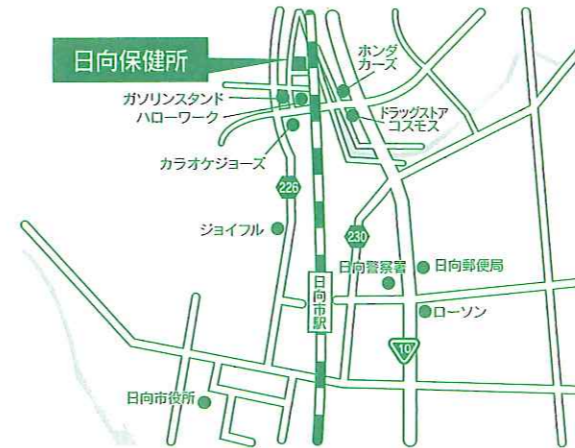 日向保健所
ホンダ
カーズ
ガソリンスタンド
ハローワーク
ドラッグストア
コスモス
カラオケジョーズ
226
ジョイフル
230
日向警察署
日向郵便局
日向市駅
ローソン
10
日向市役所